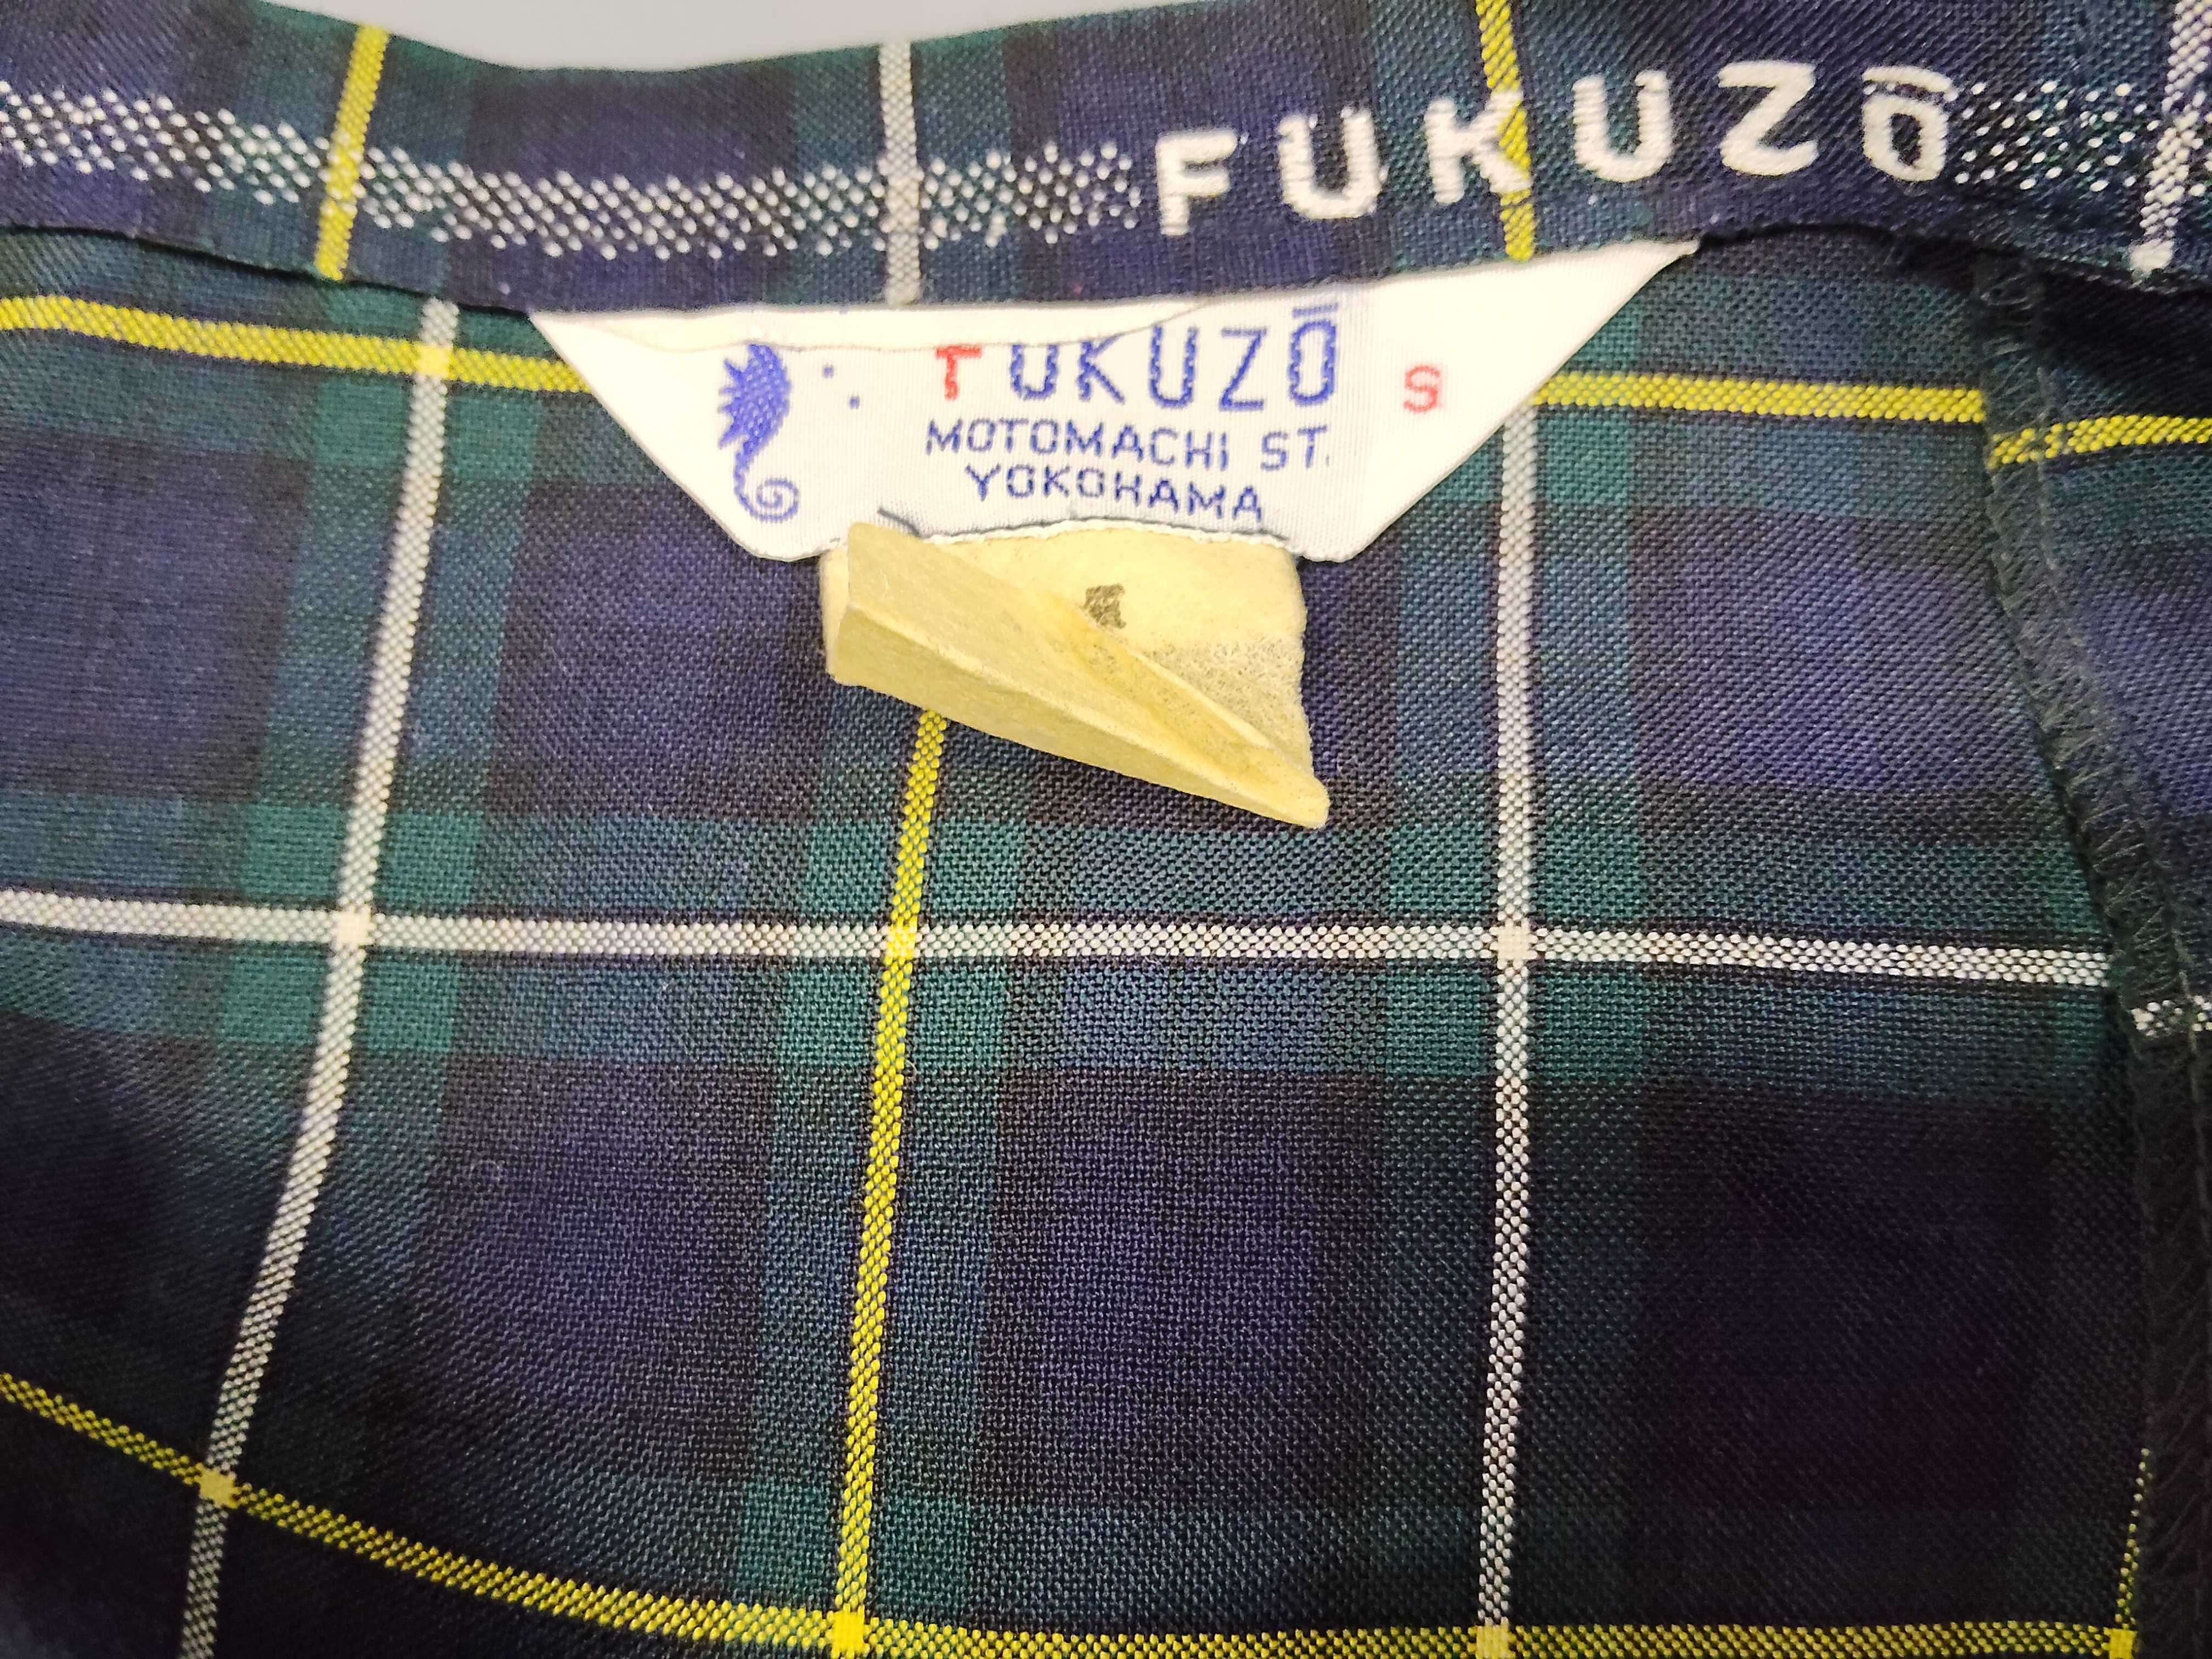 FUKUZŌ
FUKUZŌ S
MOTOMACHI ST.
YOKOHAMA